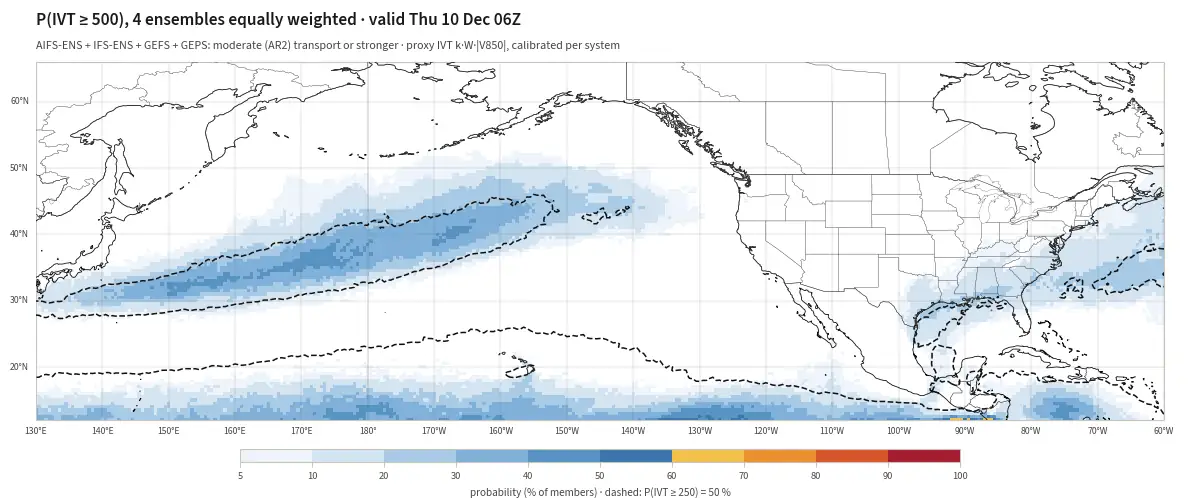 P(IVT ≥ 500), 4 ensembles equally weighted · valid Thu 10 Dec 06Z
AIFS-ENS + IFS-ENS + GEFS + GEPS: moderate (AR2) transport or stronger · proxy IVT k·W·|V850|, calibrated per system
60°N
50°N
40°N
30°N
20°N
130°E 140°E 150°E 160°E 170°E 180° 170°W 160°W 150°W 140°W 130°W 120°W 110°W 100°W 90°W 80°W 70°W 60°W
5 10 20 30 40 50 60 70 80 90 100
probability (% of members) · dashed: P(IVT ≥ 250) = 50 %